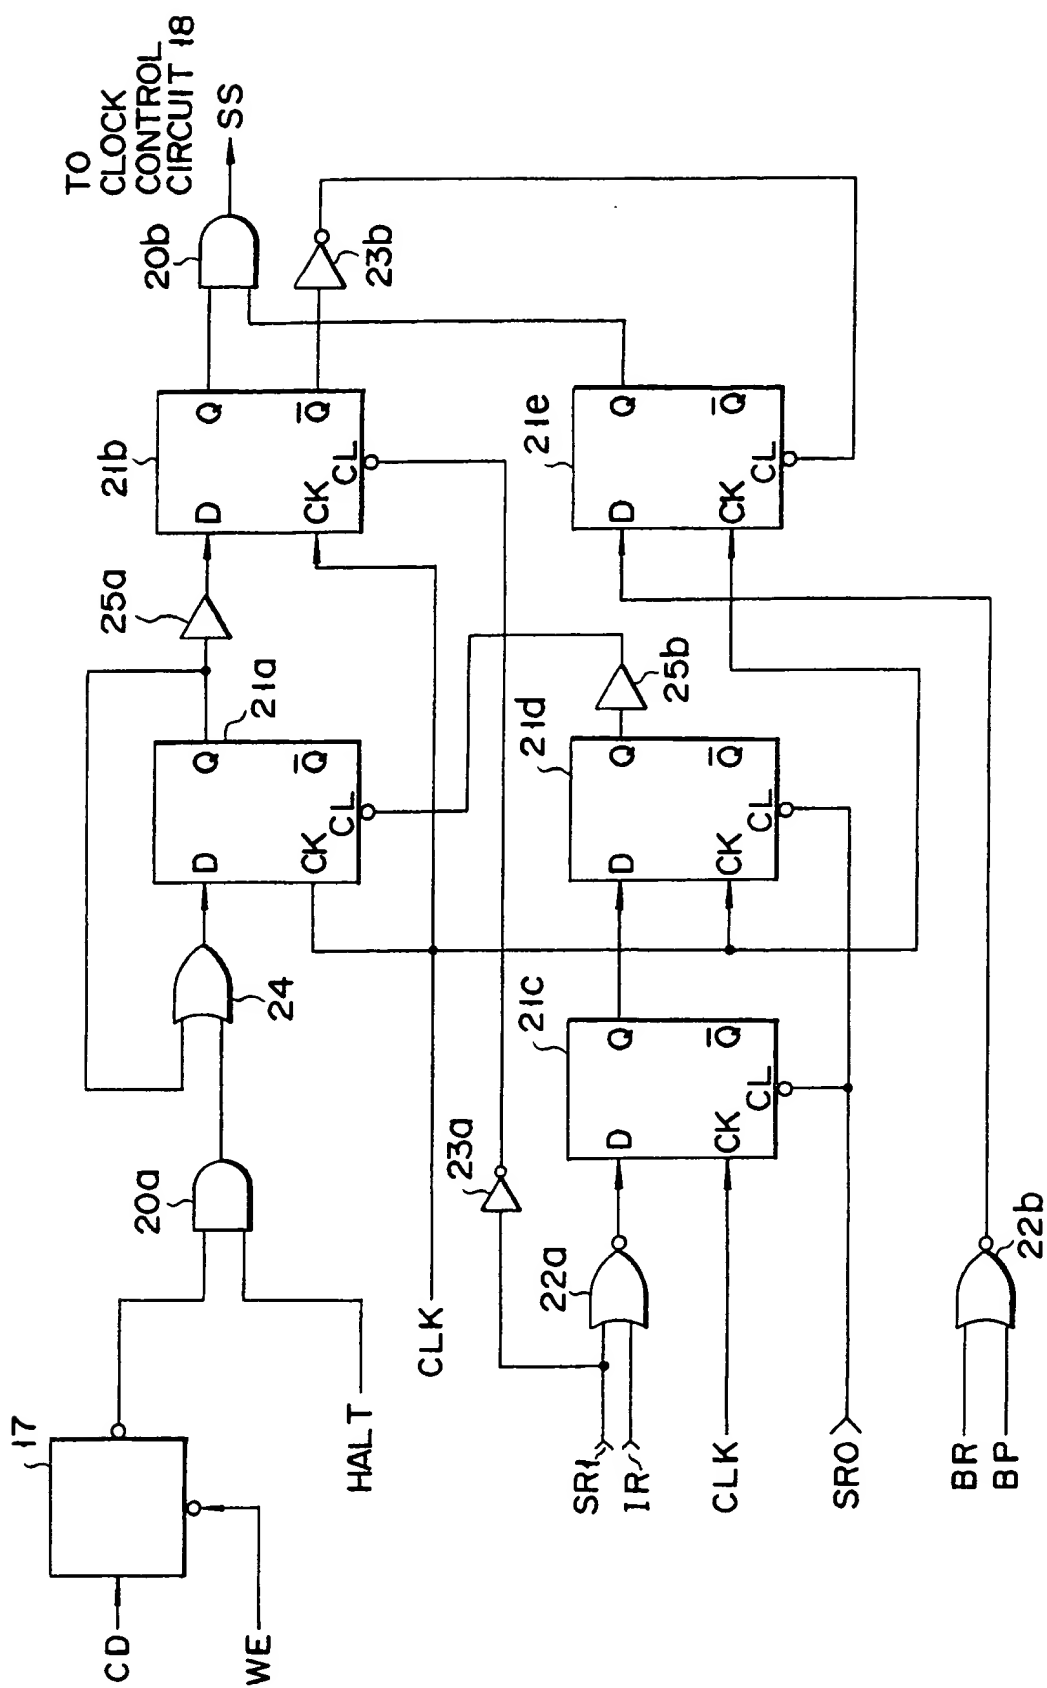 TO
CLOCK
CONTROL
CIRCUIT 18
SS
20b
23b
21b
D
Q
CK
Q̅
CL
25a
21a
D
Q
CK
Q̅
CL
24
20a
17
CD
WE
HALT
CLK
21e
D
Q
CK
Q̅
CL
25b
21d
D
Q
CK
Q̅
CL
21c
D
Q
CK
Q̅
CL
23a
22a
SR1
IR
CLK
SRO
BR
BP
22b